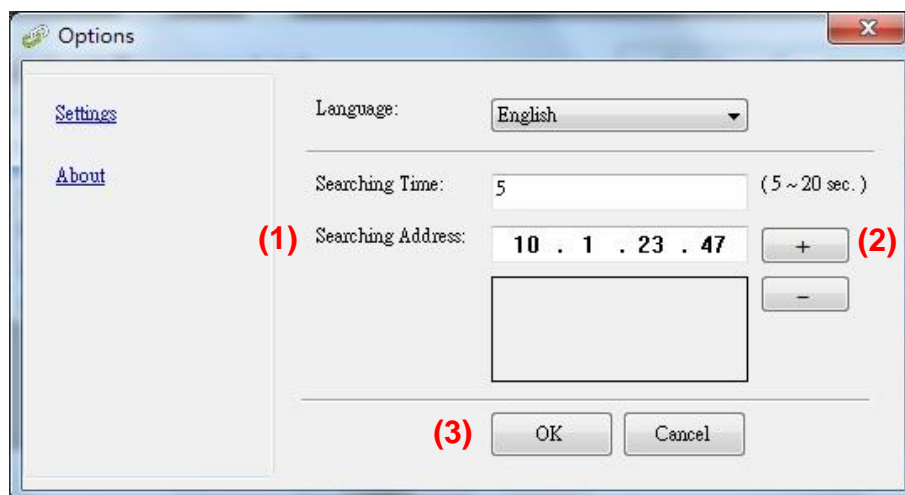 Options
Settings
About
Language: English
Searching Time: 5 ( 5 ~ 20 sec. )
(1) Searching Address: 10 . 1 . 23 . 47 + (2)
-
(3) OK Cancel